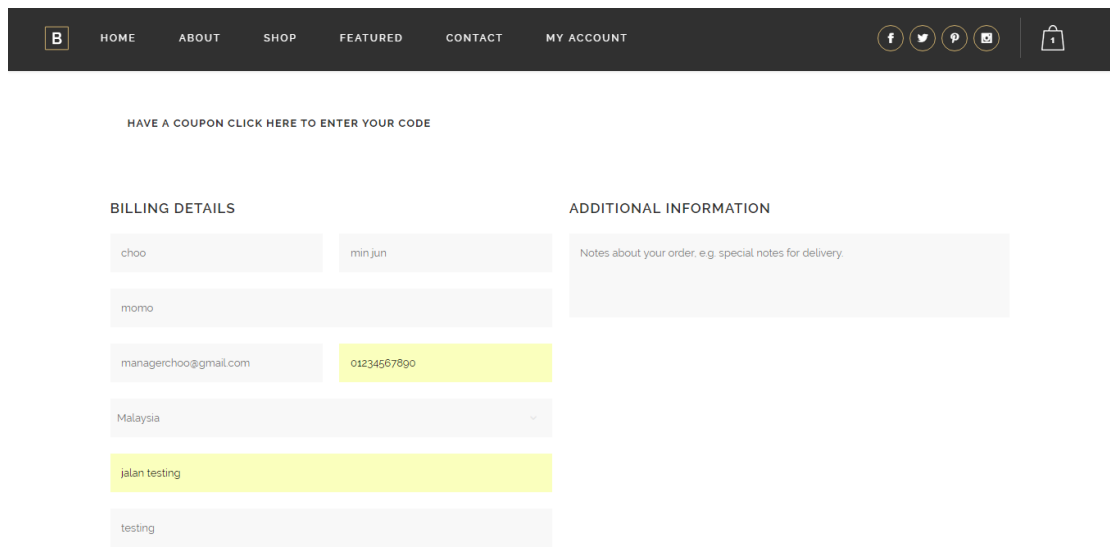 B HOME ABOUT SHOP FEATURED CONTACT MY ACCOUNT 1
HAVE A COUPON CLICK HERE TO ENTER YOUR CODE
BILLING DETAILS
choo min jun
momo
managerchoo@gmail.com 01234567890
Malaysia
jalan testing
testing
ADDITIONAL INFORMATION
Notes about your order, e.g. special notes for delivery.